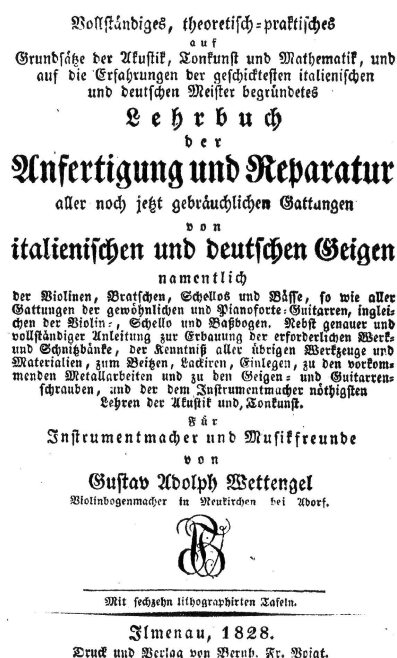 Vollständiges, theoretisch=praktisches
auf
Grundsätze der Akustik, Tonkunst und Mathematik, und
auf die Erfahrungen der geschicktesten italienischen
und deutschen Meister begründetes
Lehrbuch
der
Anfertigung und Reparatur
aller noch jetzt gebräuchlichen Gattungen
von
italienischen und deutschen Geigen
namentlich
der Violinen, Bratschen, Schellos und Bässe, so wie aller
Gattungen der gewöhnlichen und Pianoforte=Guitarren, inglei=
chen der Violin=, Schello und Baßbogen. Nebst genauer und
vollständiger Anleitung zur Erbauung der erforderlichen Werk=
und Schnitzbänke, der Kenntniß aller übrigen Werkzeuge und
Materialien, zum Beitzen, Lackiren, Einlegen, zu den vorkom=
menden Metallarbeiten und zu den Geigen= und Guitarren=
schrauben, und der dem Instrumentmacher nöthigsten
Lehren der Akustik und, Tonkunst.
Für
Instrumentmacher und Musikfreunde
von
Gustav Adolph Wettengel
Violinbogenmacher in Neukirchen bei Adorf.
Mit sechzehn lithographirten Tafeln.
Ilmenau, 1828.
Druck und Verlag von Bernh. Fr. Voigt.